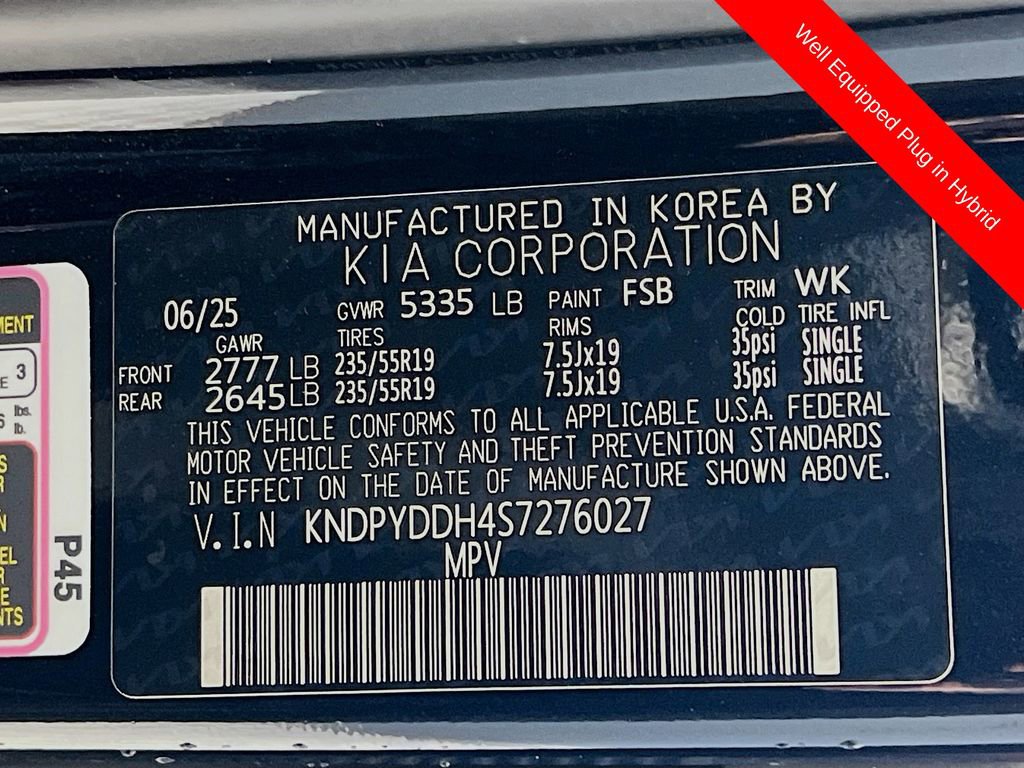 Well Equipped Plug in Hybrid
MANUFACTURED IN KOREA BY
KIA CORPORATION
06/25 GVWR 5335 LB PAINT FSB TRIM WK
GAWR TIRES RIMS COLD TIRE INFL
FRONT 2777 LB 235/55R19 7.5Jx19 35psi SINGLE
REAR 2645 LB 235/55R19 7.5Jx19 35psi SINGLE
THIS VEHICLE CONFORMS TO ALL APPLICABLE U.S.A. FEDERAL
MOTOR VEHICLE SAFETY AND THEFT PREVENTION STANDARDS
IN EFFECT ON THE DATE OF MANUFACTURE SHOWN ABOVE.
V.I.N KNDPYDDH4S7276027
MPV
3
lbs.
lb.
P45